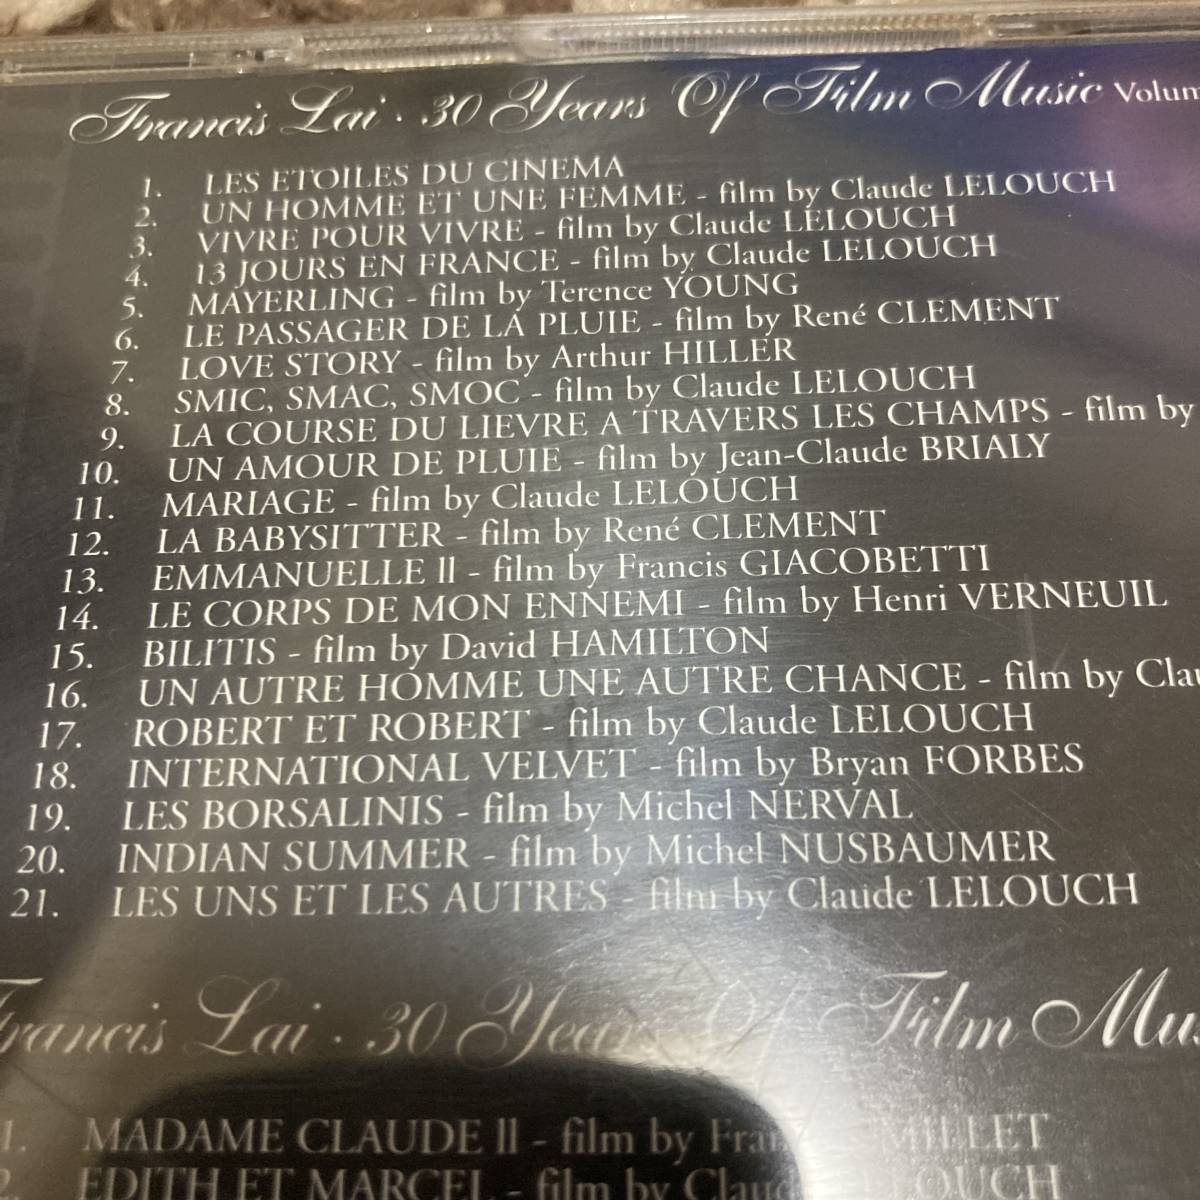 Francis Lai · 30 Years Of Film Music
1. LES ETOILES DU CINEMA
2. UN HOMME ET UNE FEMME - film by Claude LELOUCH
3. VIVRE POUR VIVRE - film by Claude LELOUCH
4. 13 JOURS EN FRANCE - film by Claude LELOUCH
5. MAYERLING - film by Terence YOUNG
6. LE PASSAGER DE LA PLUIE - film by René CLEMENT
7. LOVE STORY - film by Arthur HILLER
8. SMIC, SMAC, SMOC - film by Claude LELOUCH
9. LA COURSE DU LIEVRE A TRAVERS LES CHAMPS - film by
10. UN AMOUR DE PLUIE - film by Jean-Claude BRIALY
11. MARIAGE - film by Claude LELOUCH
12. LA BABYSITTER - film by René CLEMENT
13. EMMANUELLE II - film by Francis GIACOBETTI
14. LE CORPS DE MON ENNEMI - film by Henri VERNEUIL
15. BILITIS - film by David HAMILTON
16. UN AUTRE HOMME UNE AUTRE CHANCE - film by
17. ROBERT ET ROBERT - film by Claude LELOUCH
18. INTERNATIONAL VELVET - film by Bryan FORBES
19. LES BORSALINIS - film by Michel NERVAL
20. INDIAN SUMMER - film by Michel NUSBAUMER
21. LES UNS ET LES AUTRES - film by Claude LELOUCH
Francis Lai · 30 Years Of Film
1. MADAME CLAUDE II - film by
EDITH ET MARCEL - film by